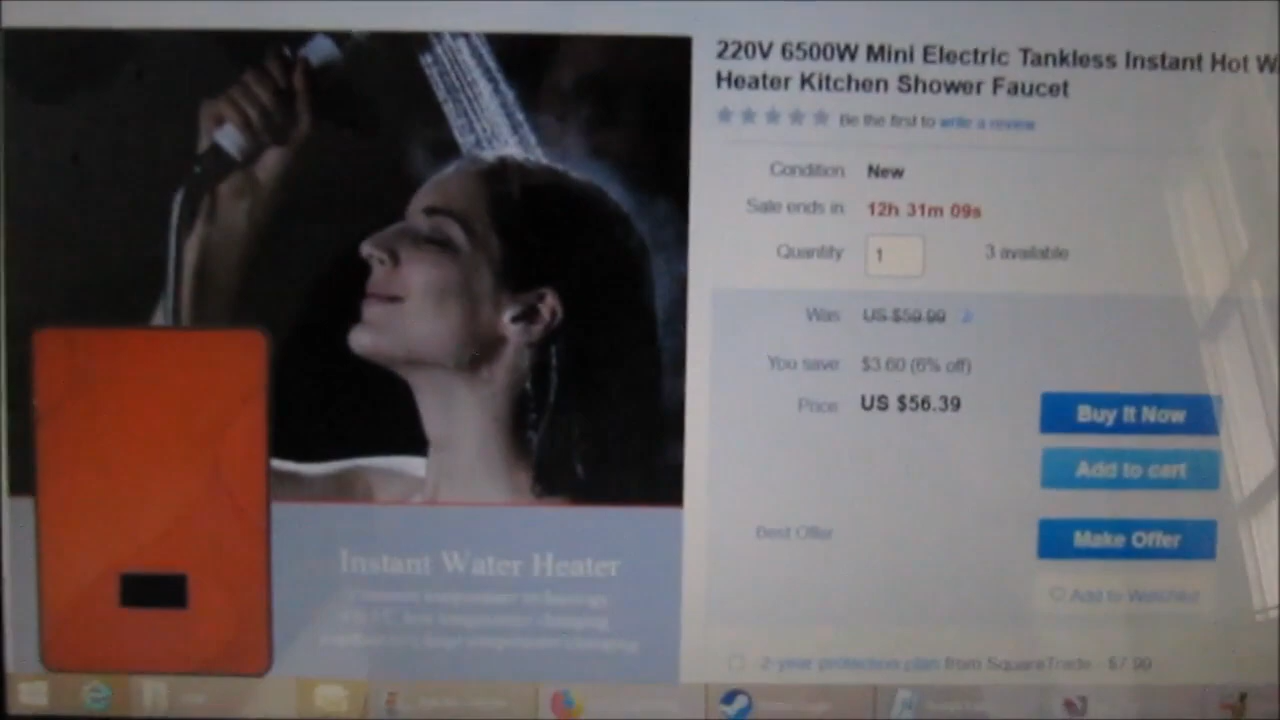 220V 6500W Mini Electric Tankless Instant Hot W
Heater Kitchen Shower Faucet
Be the first to write a review
Condition New
Sale ends in 12h 31m 09s
Quantity 1 3 available
Was US $59.99
You save $3.60 (6% off)
Price US $56.39
Buy It Now
Add to cart
Best Offer
Make Offer
Add to Watchlist
2-year protection plan from SquareTrade - $7.99
Instant Water Heater